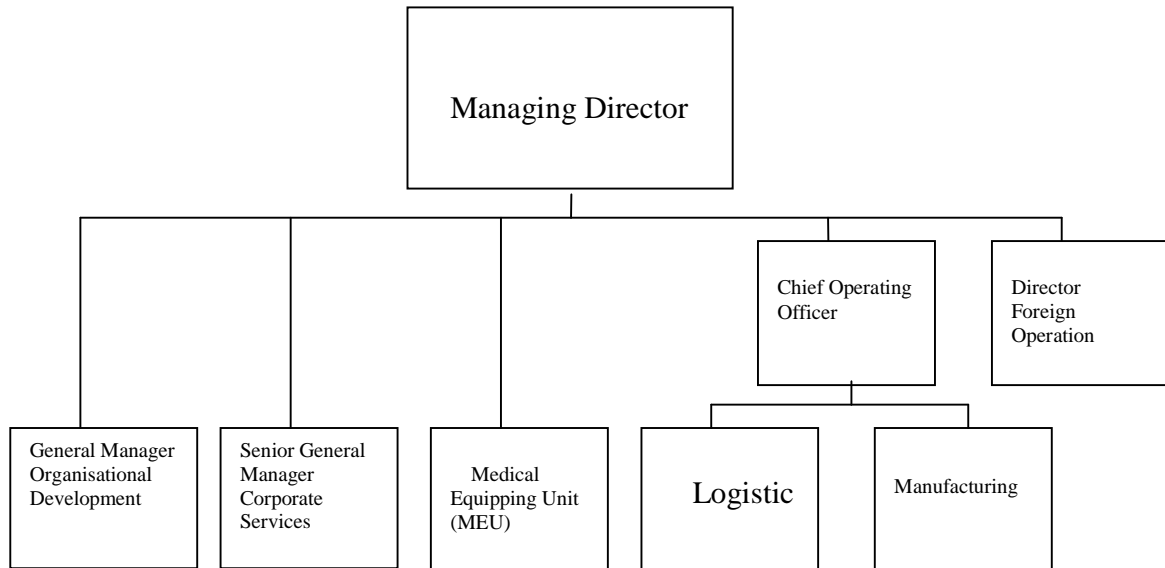 Managing Director
Chief Operating
Officer
Director
Foreign
Operation
General Manager
Organisational
Development
Senior General
Manager
Corporate
Services
Medical
Equipping Unit
(MEU)
Logistic
Manufacturing